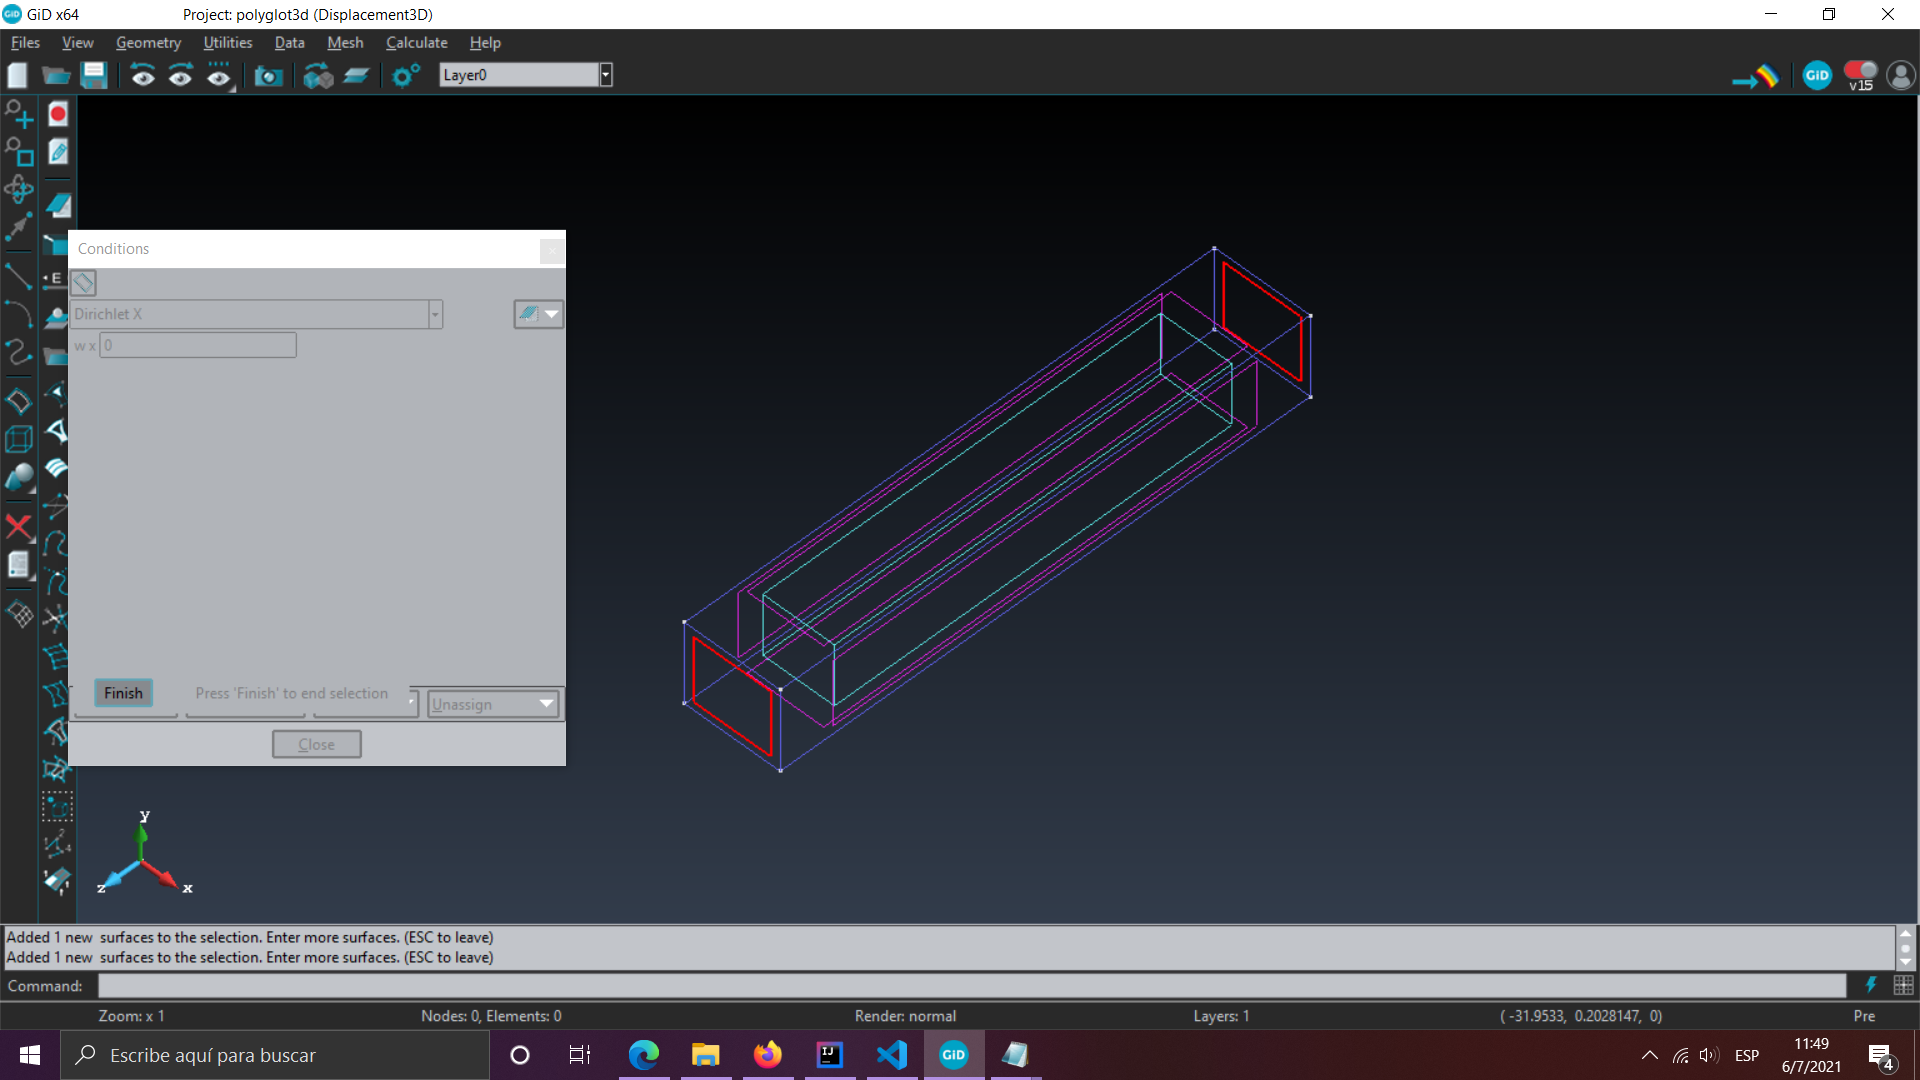 GiD x64 Project: polyglot3d (Displacement3D)
Files View Geometry Utilities Data Mesh Calculate Help
Layer0
GiD v15
Conditions
Dirichlet X
w x 0
Finish Press 'Finish' to end selection Unassign
Close
y
z x
Added 1 new surfaces to the selection. Enter more surfaces. (ESC to leave)
Added 1 new surfaces to the selection. Enter more surfaces. (ESC to leave)
Command:
Zoom: x 1 Nodes: 0, Elements: 0 Render: normal Layers: 1 ( -31.9533, 0.2028147, 0) Pre
Escribe aquí para buscar IJ GiD ESP 11:49
6/7/2021 4